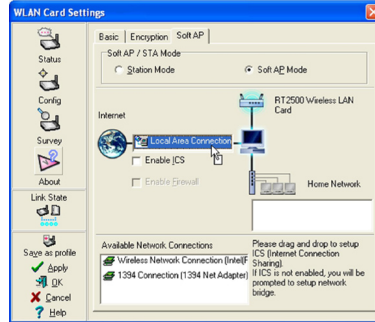 WLAN Card Settings
Status
Config
Survey
About
Link State
Save as profile
Apply
OK
Cancel
Help
Basic Encryption Soft AP
Soft AP / STA Mode
Station Mode Soft AP Mode
Internet
RT2500 Wireless LAN
Card
Local Area Connection
Enable ICS
Enable Firewall
Home Network
Available Network Connections
Wireless Network Connection (Intel(F
1394 Connection (1394 Net Adapter)
Please drag and drop to setup
ICS (Internet Connection
Sharing).
If ICS is not enabled, you will be
prompted to setup network
bridge.